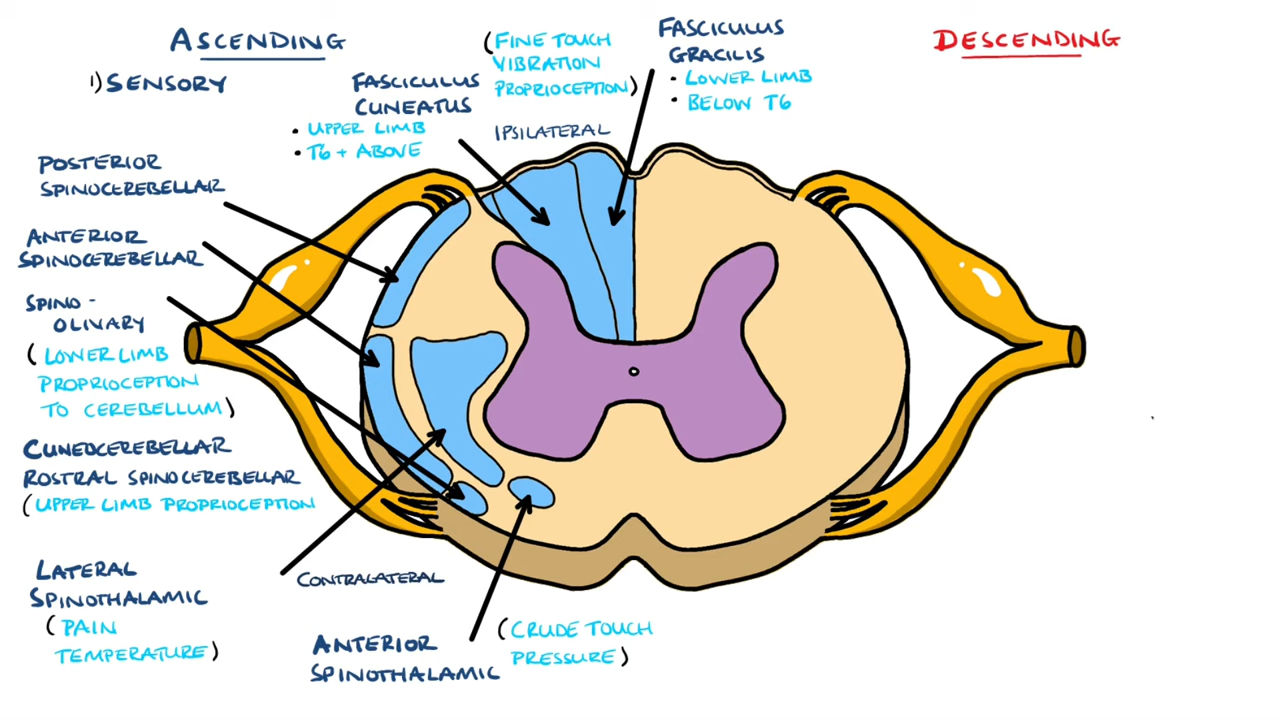 ASCENDING
1) SENSORY
FASCICULUS
CUNEATUS
• UPPER LIMB
• T6 + ABOVE
(FINE TOUCH
VIBRATION
PROPRIOCEPTION)
IPSILATERAL
FASCICULUS
GRACILIS
• LOWER LIMB
• BELOW T6
DESCENDING
POSTERIOR
SPINOCEREBELLAR
ANTERIOR
SPINOCEREBELLAR
SPINO-
OLIVARY
(LOWER LIMB
PROPRIOCEPTION
TO CEREBELLUM)
CUNEOCEREBELLAR
ROSTRAL SPINOCEREBELLAR
(UPPER LIMB PROPRIOCEPTION
LATERAL
SPINOTHALAMIC
(PAIN
TEMPERATURE)
CONTRALATERAL
ANTERIOR
SPINOTHALAMIC
(CRUDE TOUCH
PRESSURE)